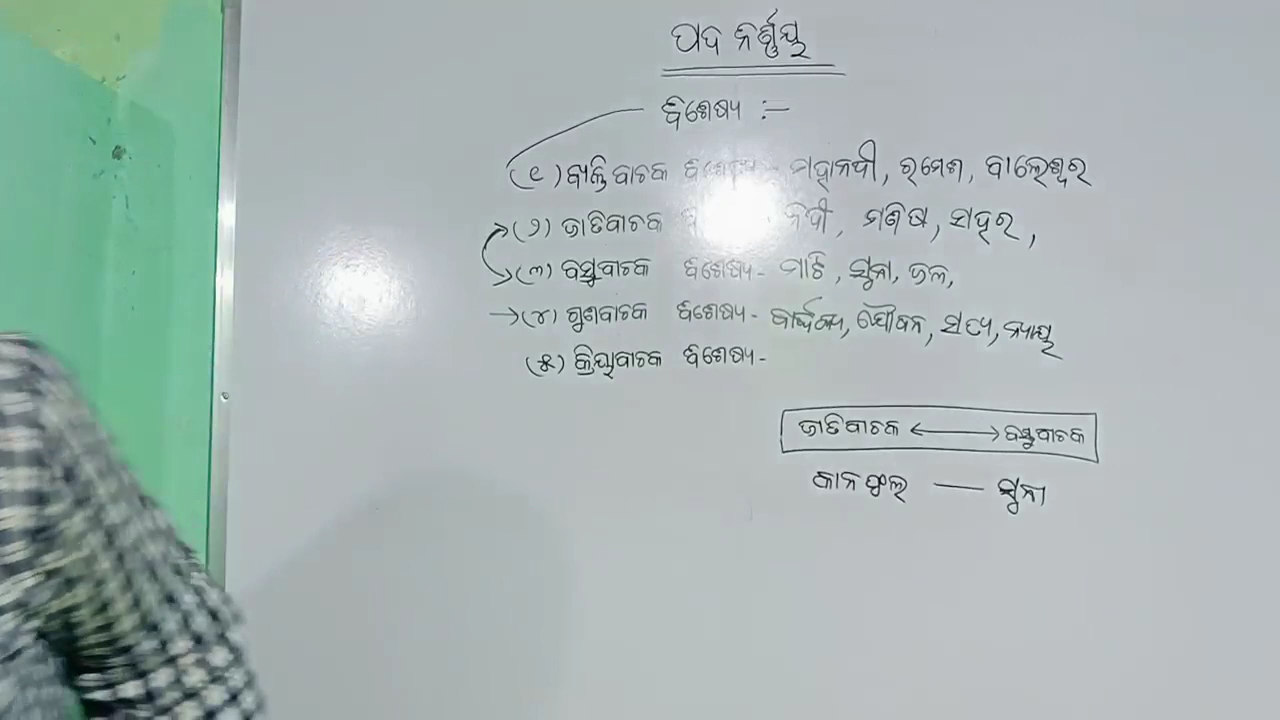 ପଦ ନିର୍ଣ୍ଣୟ
ବିଶେଷ୍ୟ :-
(୧) ବ୍ୟକ୍ତିବାଚକ ବିଶେଷ୍ୟ - ମହାନଦୀ, ରମେଶ, ବାଲେଶ୍ୱର
(୨) ଜାତିବାଚକ ନଦୀ, ମଣିଷ, ସହର,
(୩) ବସ୍ତୁବାଚକ ବିଶେଷ୍ୟ - ମାଟି, ସୁନା, ଜଳ,
(୪) ଗୁଣବାଚକ ବିଶେଷ୍ୟ - ବାର୍ଦ୍ଧକ୍ୟ, ଯୌବନ, ସତ୍ୟ, ନ୍ୟାୟ
(୫) କ୍ରିୟାବାଚକ ବିଶେଷ୍ୟ -
ଜାତିବାଚକ ⟷ ବସ୍ତୁବାଚକ
କାନଫୁଲ — ସୁନା